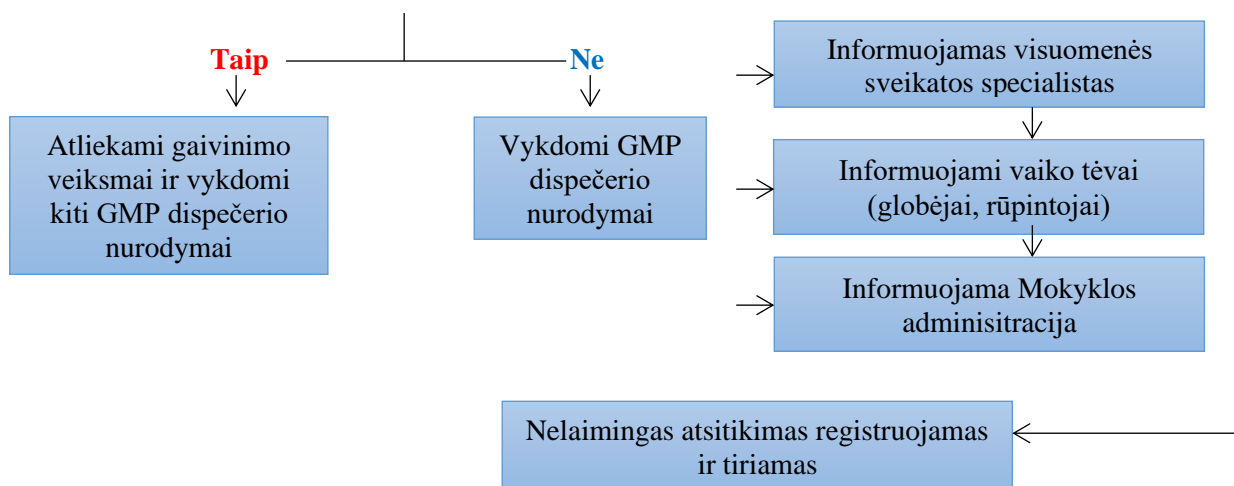 Taip
Ne
Atliekami gaivinimo
veiksmai ir vykdomi
kiti GMP dispečerio
nurodymai
Vykdomi GMP
dispečerio
nurodymai
Informuojamas visuomenės
sveikatos specialistas
Informuojami vaiko tėvai
(globėjai, rūpintojai)
Informuojama Mokyklos
adminisitracija
Nelaimingas atsitikimas registruojamas
ir tiriamas